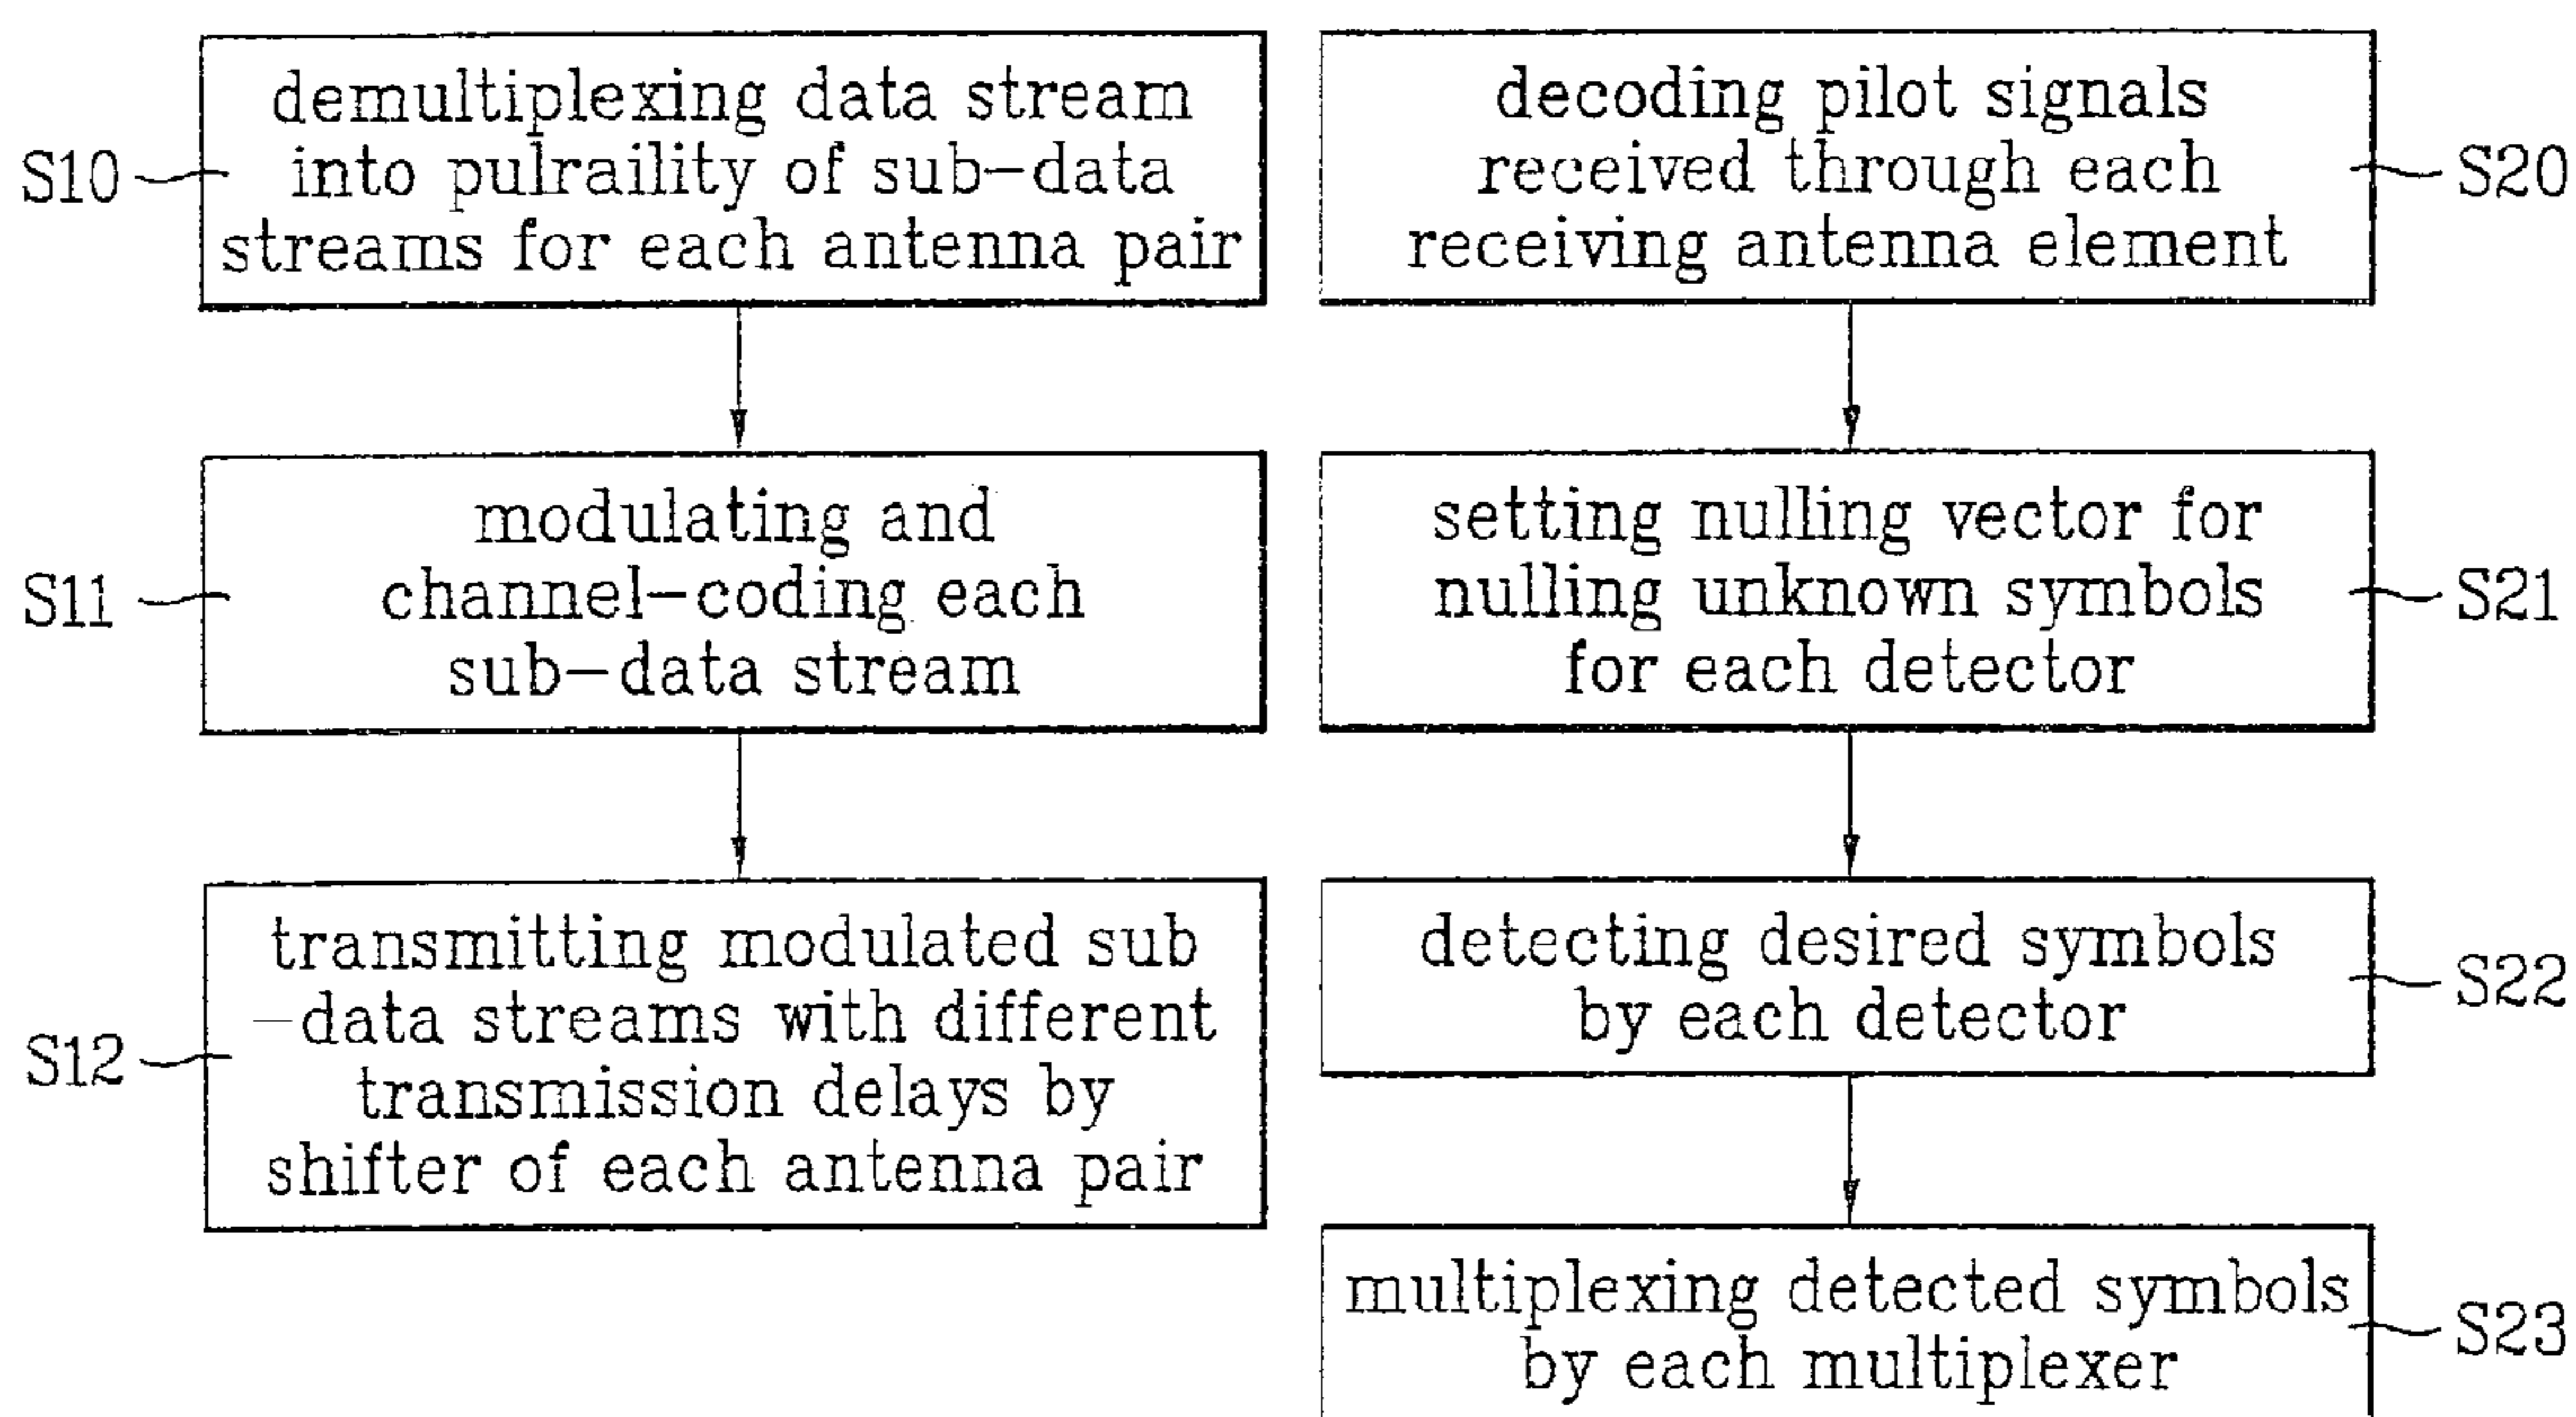 S10
demultiplexing data stream
into pulraility of sub-data
streams for each antenna pair
S11
modulating and
channel-coding each
sub-data stream
S12
transmitting modulated sub
-data streams with different
transmission delays by
shifter of each antenna pair
decoding pilot signals
received through each
receiving antenna element
S20
setting nulling vector for
nulling unknown symbols
for each detector
S21
detecting desired symbols
by each detector
S22
multiplexing detected symbols
by each multiplexer
S23